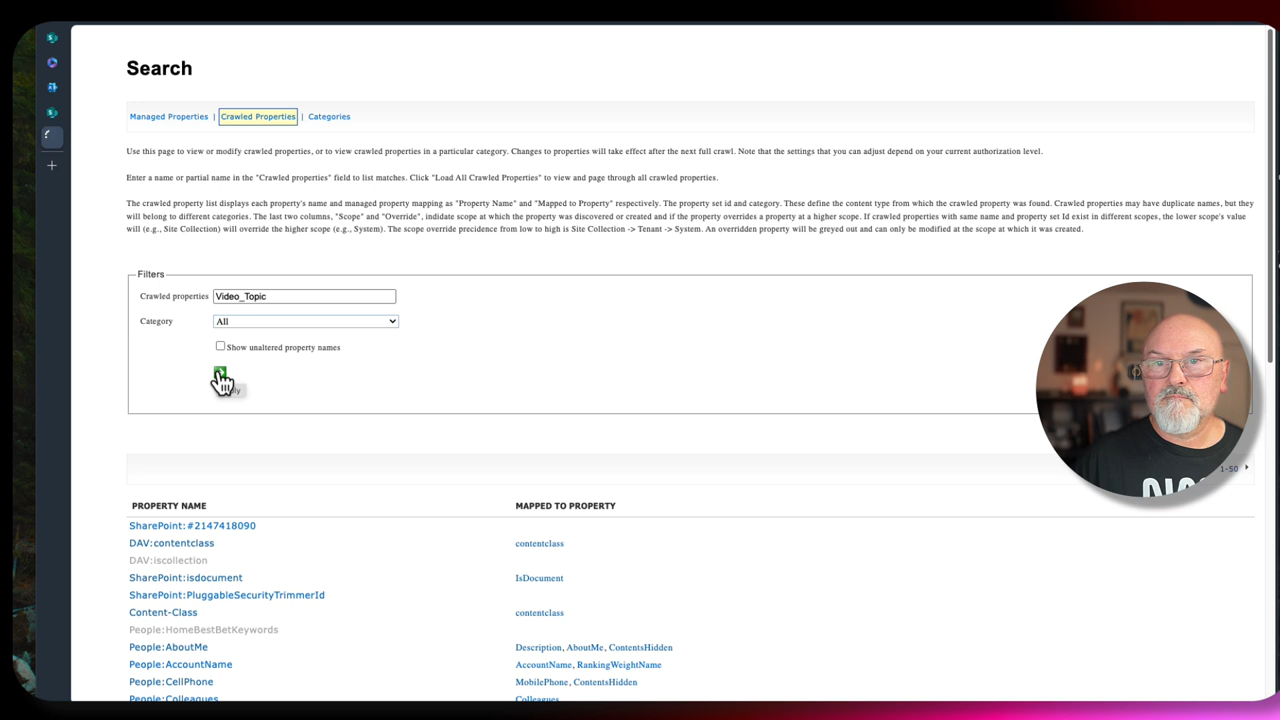 Search
Managed Properties | Crawled Properties | Categories
Use this page to view or modify crawled properties, or to view crawled properties in a particular category. Changes to properties will take effect after the next full crawl. Note that the settings that you can adjust depend on your current authorization level.
Enter a name or partial name in the "Crawled properties" field to list matches. Click "Load All Crawled Properties" to view and page through all crawled properties.
The crawled property list displays each property's name and managed property mapping as "Property Name" and "Mapped to Property" respectively. The property set id and category. These define the content type from which the crawled property was found. Crawled properties may have duplicate names, but they
will belong to different categories. The last two columns, "Scope" and "Override", indidate scope at which the property was discovered or created and if the property overrides a property at a higher scope. If crawled properties with same name and property set Id exist in different scopes, the lower scope's value
will (e.g., Site Collection) will override the higher scope (e.g., System). The scope override precidence from low to high is Site Collection -> Tenant -> System. An overridden property will be greyed out and can only be modified at the scope at which it was created.
Filters
Crawled properties Video_Topic
Category All
Show unaltered property names
1-50
PROPERTY NAME MAPPED TO PROPERTY
SharePoint:#2147418090
DAV:contentclass contentclass
DAV:iscollection
SharePoint:isdocument IsDocument
SharePoint:PluggableSecurityTrimmerId
Content-Class contentclass
People:HomeBestBetKeywords
People:AboutMe Description, AboutMe, ContentsHidden
People:AccountName AccountName, RankingWeightName
People:CellPhone MobilePhone, ContentsHidden
People:Colleagues Colleagues